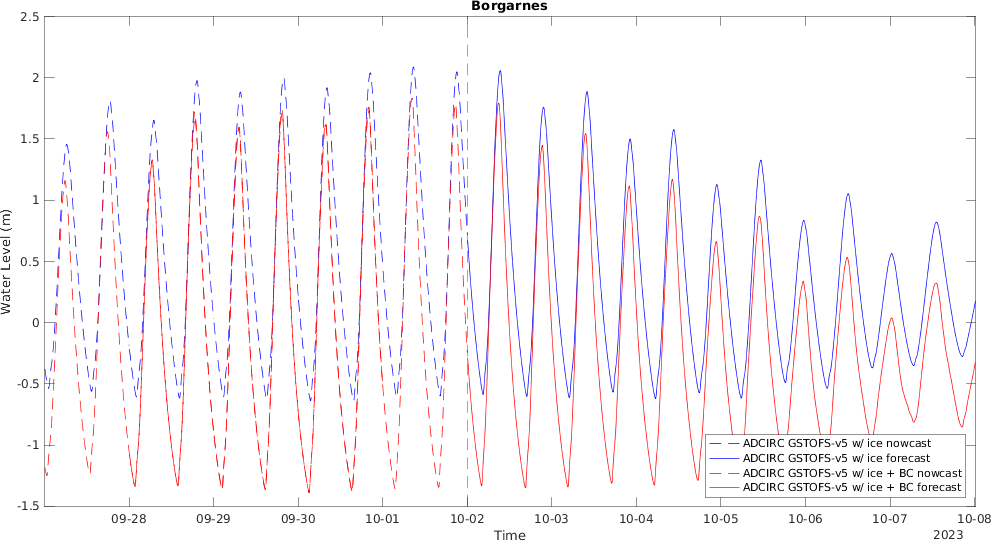 Borgarnes
2.5
2
1.5
1
0.5
0
-0.5
-1
-1.5
Water Level (m)
09-28 09-29 09-30 10-01 10-02 10-03 10-04 10-05 10-06 10-07 10-08
Time
2023
ADCIRC GSTOFS-v5 w/ ice nowcast
ADCIRC GSTOFS-v5 w/ ice forecast
ADCIRC GSTOFS-v5 w/ ice + BC nowcast
ADCIRC GSTOFS-v5 w/ ice + BC forecast